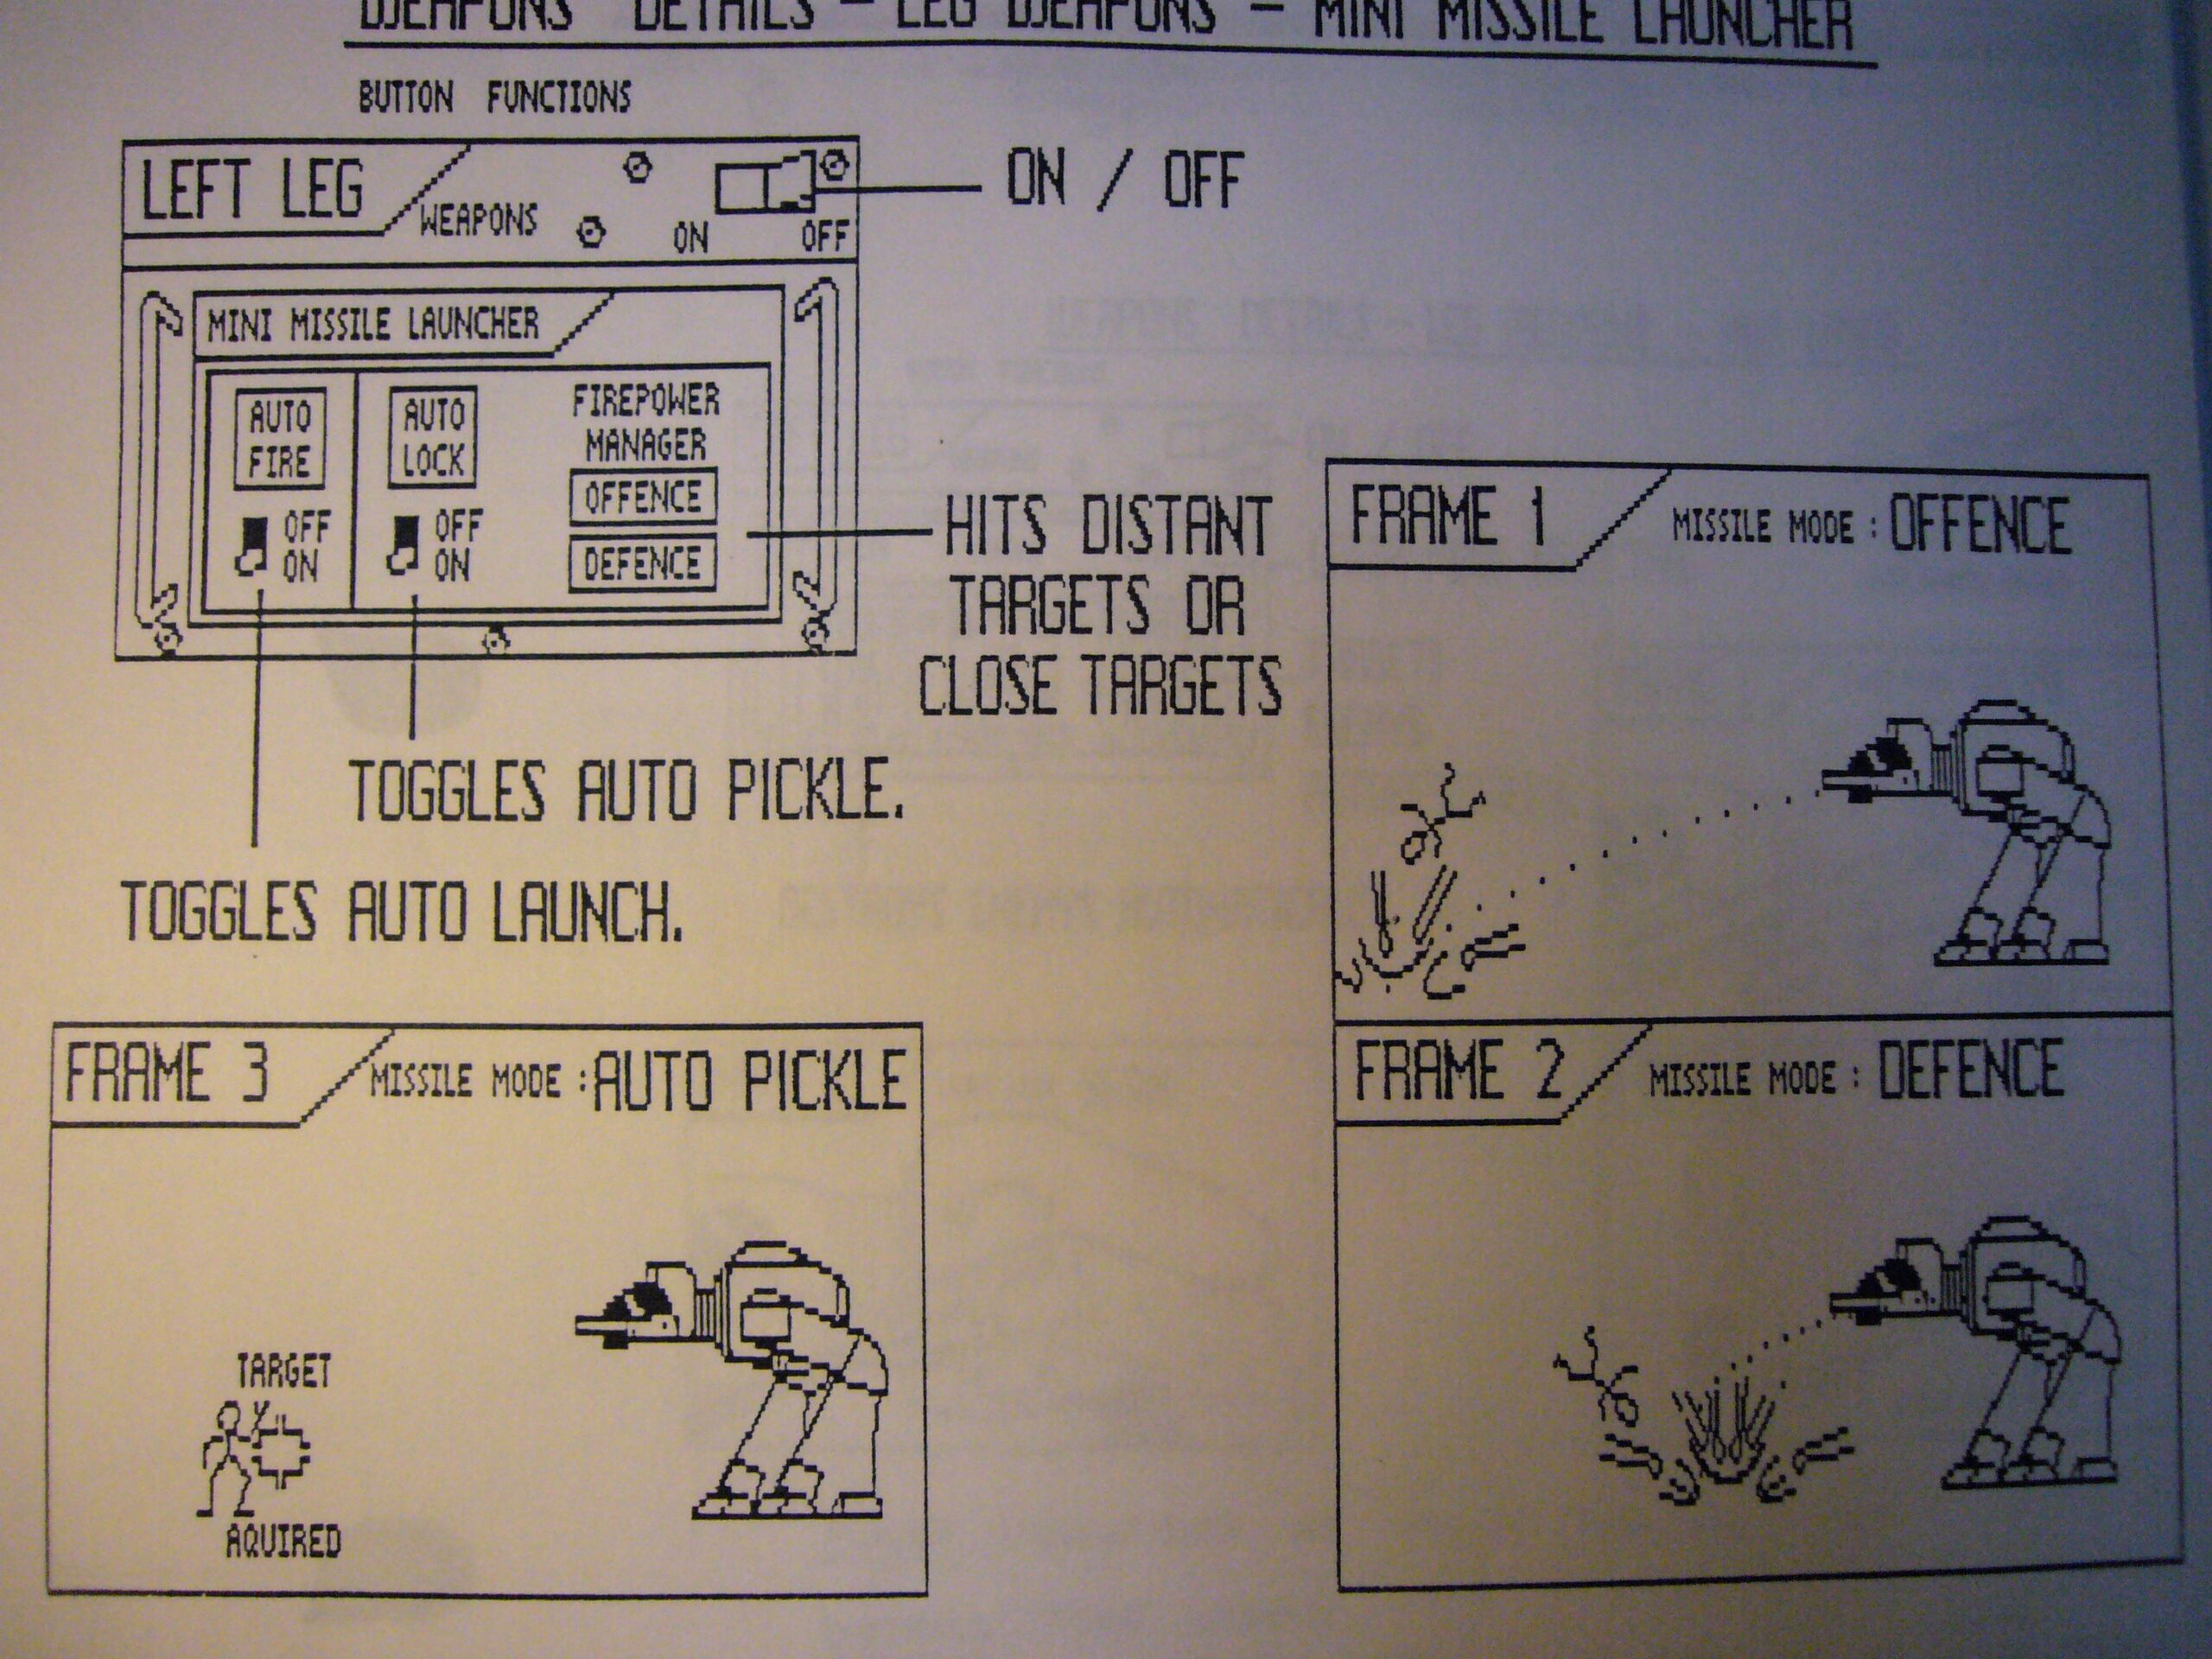 WEAPONS DETAILS - LEG WEAPONS - MINI MISSILE LAUNCHER
BUTTON FUNCTIONS
LEFT LEG
WEAPONS
ON OFF
ON / OFF
MINI MISSILE LAUNCHER
AUTO
FIRE
OFF
ON
AUTO
LOCK
OFF
ON
FIREPOWER
MANAGER
OFFENCE
DEFENCE
HITS DISTANT
TARGETS OR
CLOSE TARGETS
TOGGLES AUTO PICKLE.
TOGGLES AUTO LAUNCH.
FRAME 1 MISSILE MODE : OFFENCE
FRAME 2 MISSILE MODE : DEFENCE
FRAME 3 MISSILE MODE : AUTO PICKLE
TARGET
AQUIRED